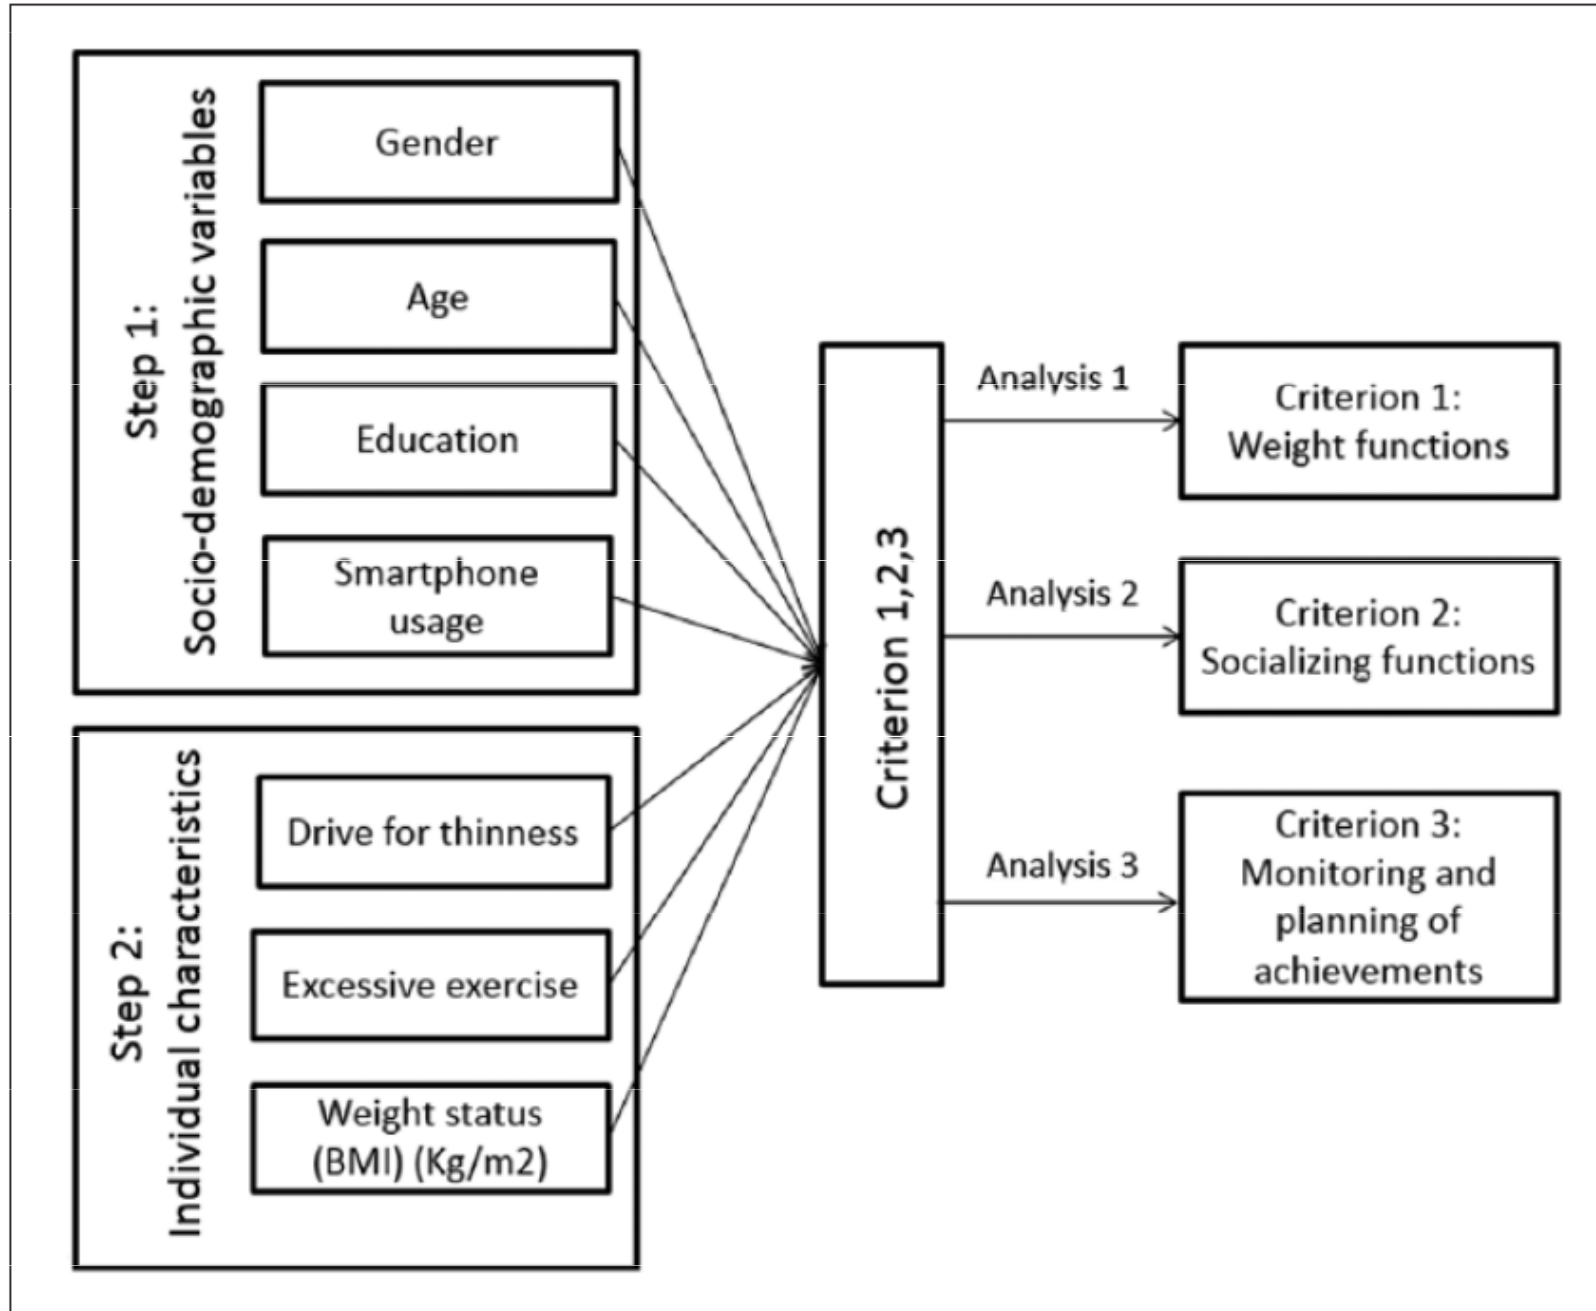 Step 1:
Socio-demographic variables
Gender
Age
Education
Smartphone
usage
Step 2:
Individual characteristics
Drive for thinness
Excessive exercise
Weight status
(BMI) (Kg/m2)
Criterion 1,2,3
Analysis 1
Criterion 1:
Weight functions
Analysis 2
Criterion 2:
Socializing functions
Analysis 3
Criterion 3:
Monitoring and
planning of
achievements